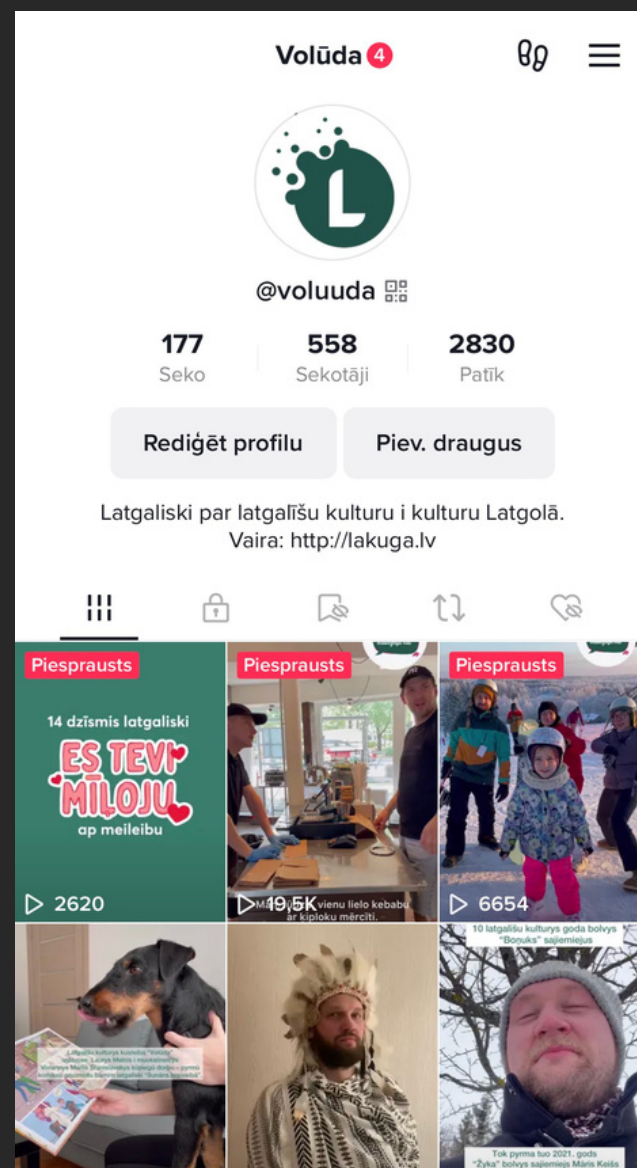 Volūda 4
L
@voluuda
177 558 2830
Seko Sekotāji Patīk
Rediģēt profilu Piev. draugus
Latgaliski par latgalīšu kulturu i kulturu Latgolā.
Vaira: http://lakuga.lv
Piesprausts Piesprausts Piesprausts
14 dzīsmis latgaliski
ES TEVI
MĪĻOJU
ap meileibu
2620 19,5K 6654
vienu lielo kebabu
ar ķiploku mērcīti.
10 latgalīšu kulturys goda bolvys
“Boņuks” sajiemiejus
Tok pyrma tuo 2021. gods
“Žyka” bolvys sajiemiejs Māris Keišs